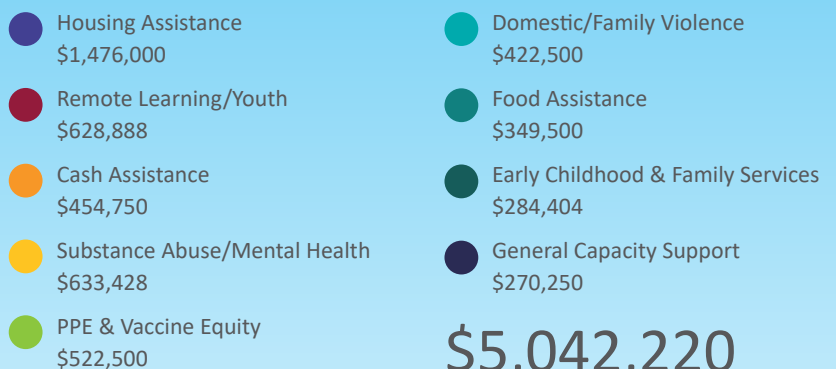 Housing Assistance
$1,476,000
Remote Learning/Youth
$628,888
Cash Assistance
$454,750
Substance Abuse/Mental Health
$633,428
PPE & Vaccine Equity
$522,500
Domestic/Family Violence
$422,500
Food Assistance
$349,500
Early Childhood & Family Services
$284,404
General Capacity Support
$270,250
$5,042,220